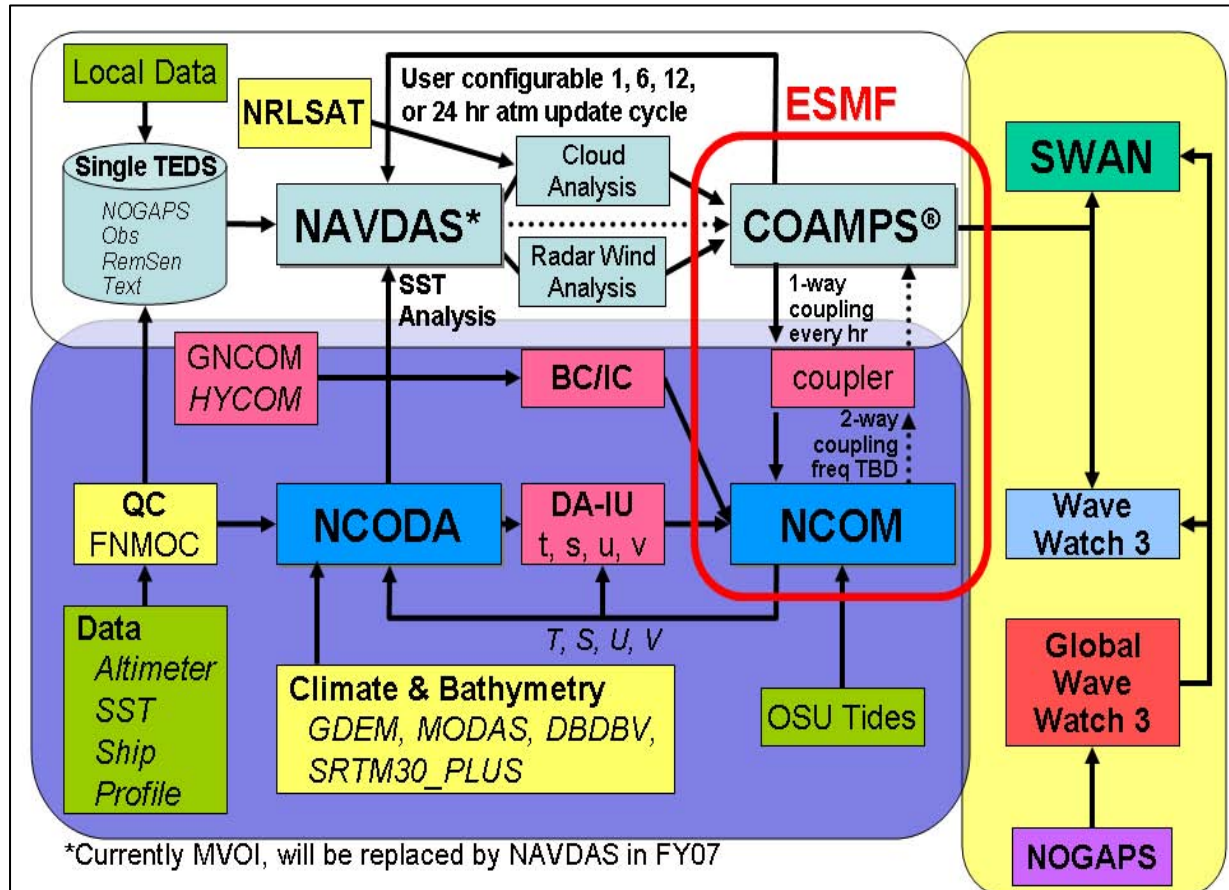 Local Data
NRLSAT
User configurable 1, 6, 12,
or 24 hr atm update cycle
ESMF
Single TEDS
NOGAPS
Obs
RemSen
Text
NAVDAS*
Cloud
Analysis
Radar Wind
Analysis
COAMPS®
SWAN
SST
Analysis
1-way
coupling
every hr
GNCOM
HYCOM
BC/IC
coupler
2-way
coupling
freq TBD
QC
FNMOC
NCODA
DA-IU
t, s, u, v
NCOM
Wave
Watch 3
T, S, U, V
Data
Altimeter
SST
Ship
Profile
Climate & Bathymetry
GDEM, MODAS, DBDBV,
SRTM30_PLUS
OSU Tides
Global
Wave
Watch 3
NOGAPS
*Currently MVOI, will be replaced by NAVDAS in FY07